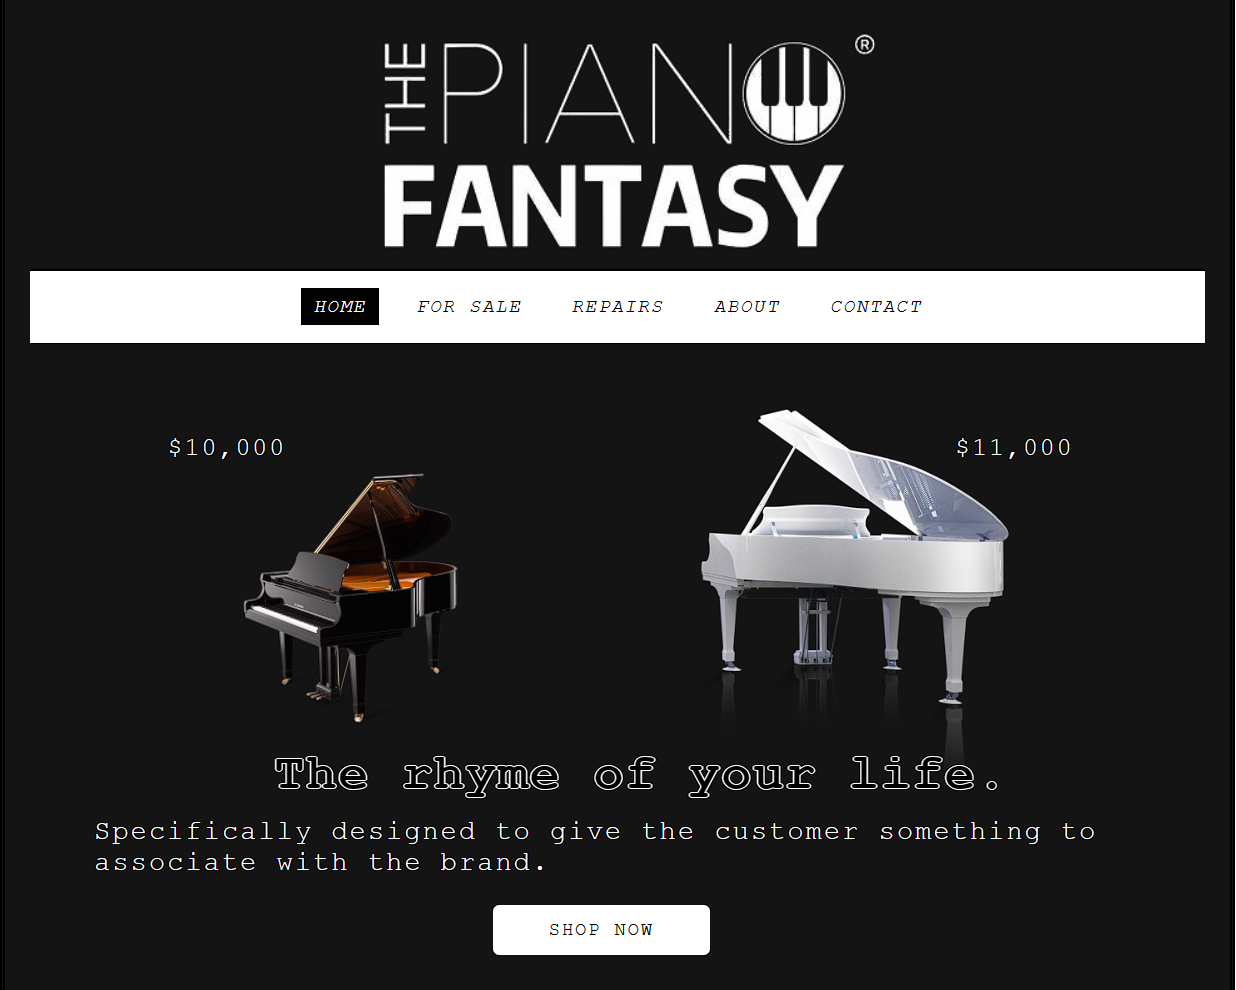 THE PIANO ®
FANTASY
HOME FOR SALE REPAIRS ABOUT CONTACT
$10,000 $11,000
The rhyme of your life.
Specifically designed to give the customer something to
associate with the brand.
SHOP NOW